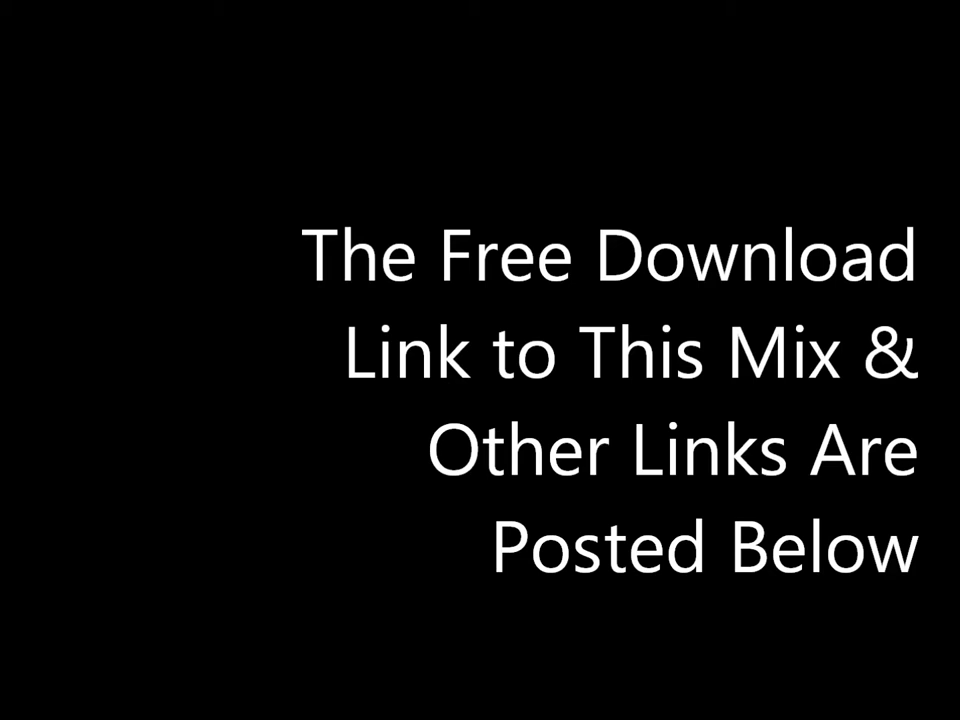 The Free Download
Link to This Mix &
Other Links Are
Posted Below